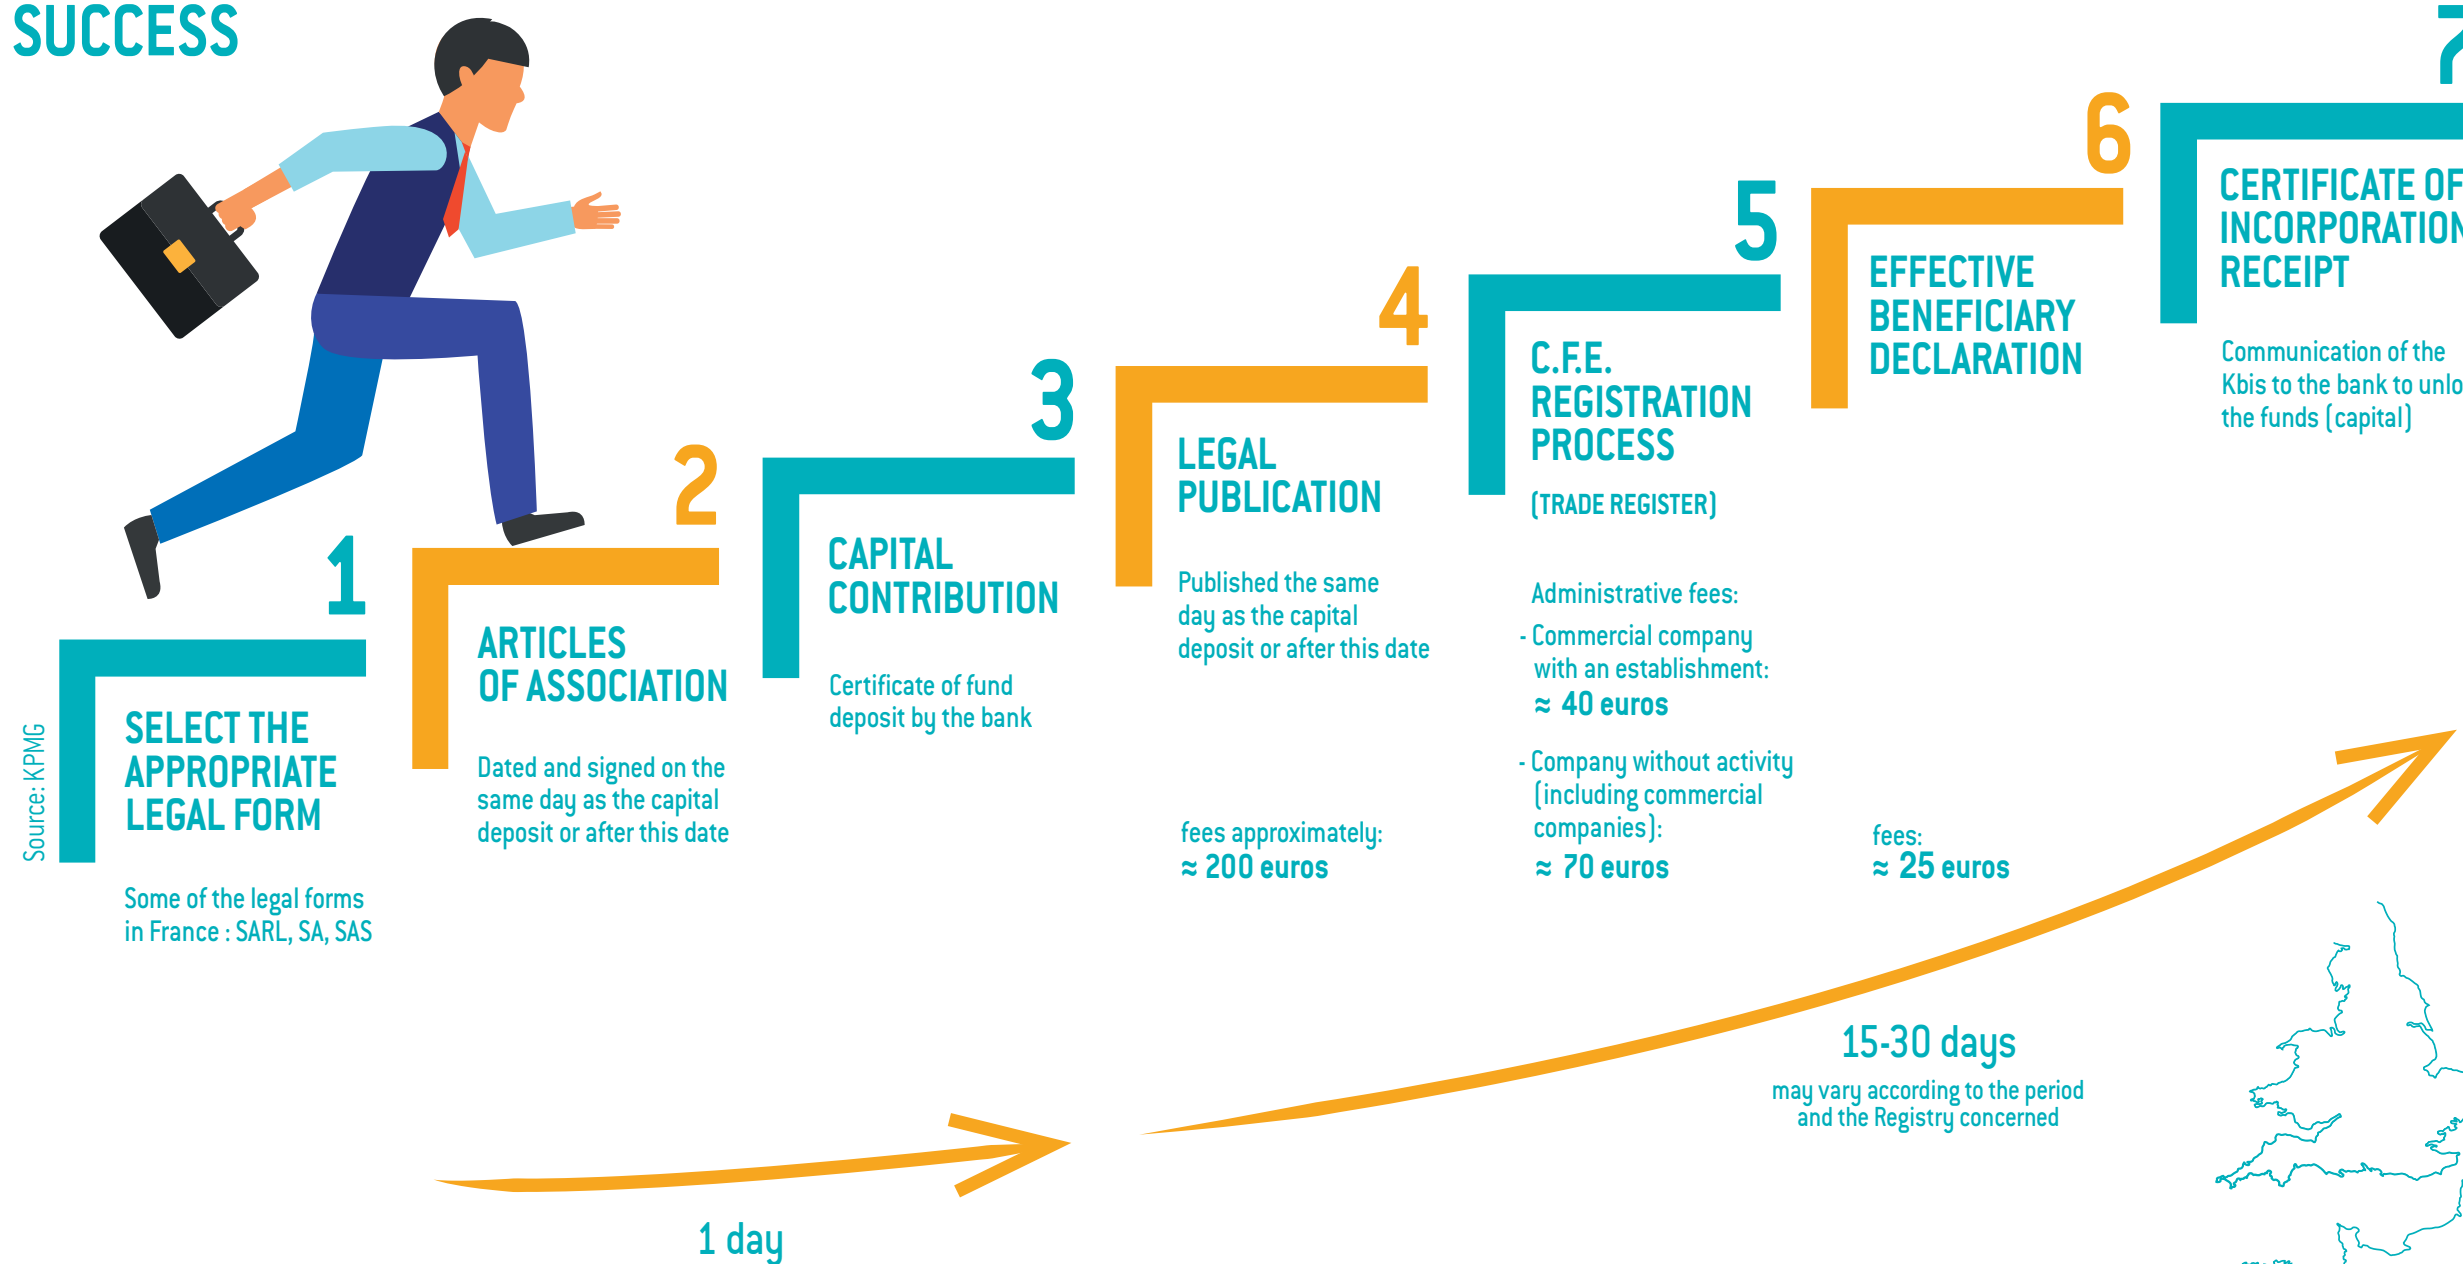 SUCCESS
1
SELECT THE
APPROPRIATE
LEGAL FORM
Some of the legal forms
in France : SARL, SA, SAS
2
ARTICLES
OF ASSOCIATION
Dated and signed on the
same day as the capital
deposit or after this date
3
CAPITAL
CONTRIBUTION
Certificate of fund
deposit by the bank
4
LEGAL
PUBLICATION
Published the same
day as the capital
deposit or after this date
fees approximately:
≈ 200 euros
5
C.F.E.
REGISTRATION
PROCESS
(TRADE REGISTER)
Administrative fees:
- Commercial company
with an establishment:
≈ 40 euros
- Company without activity
(including commercial
companies):
≈ 70 euros
6
EFFECTIVE
BENEFICIARY
DECLARATION
fees:
≈ 25 euros
7
CERTIFICATE OF
INCORPORATION
RECEIPT
Communication of the
Kbis to the bank to
the funds (capital)
1 day
15-30 days
may vary according to the period
and the Registry concerned
Source: KPMG